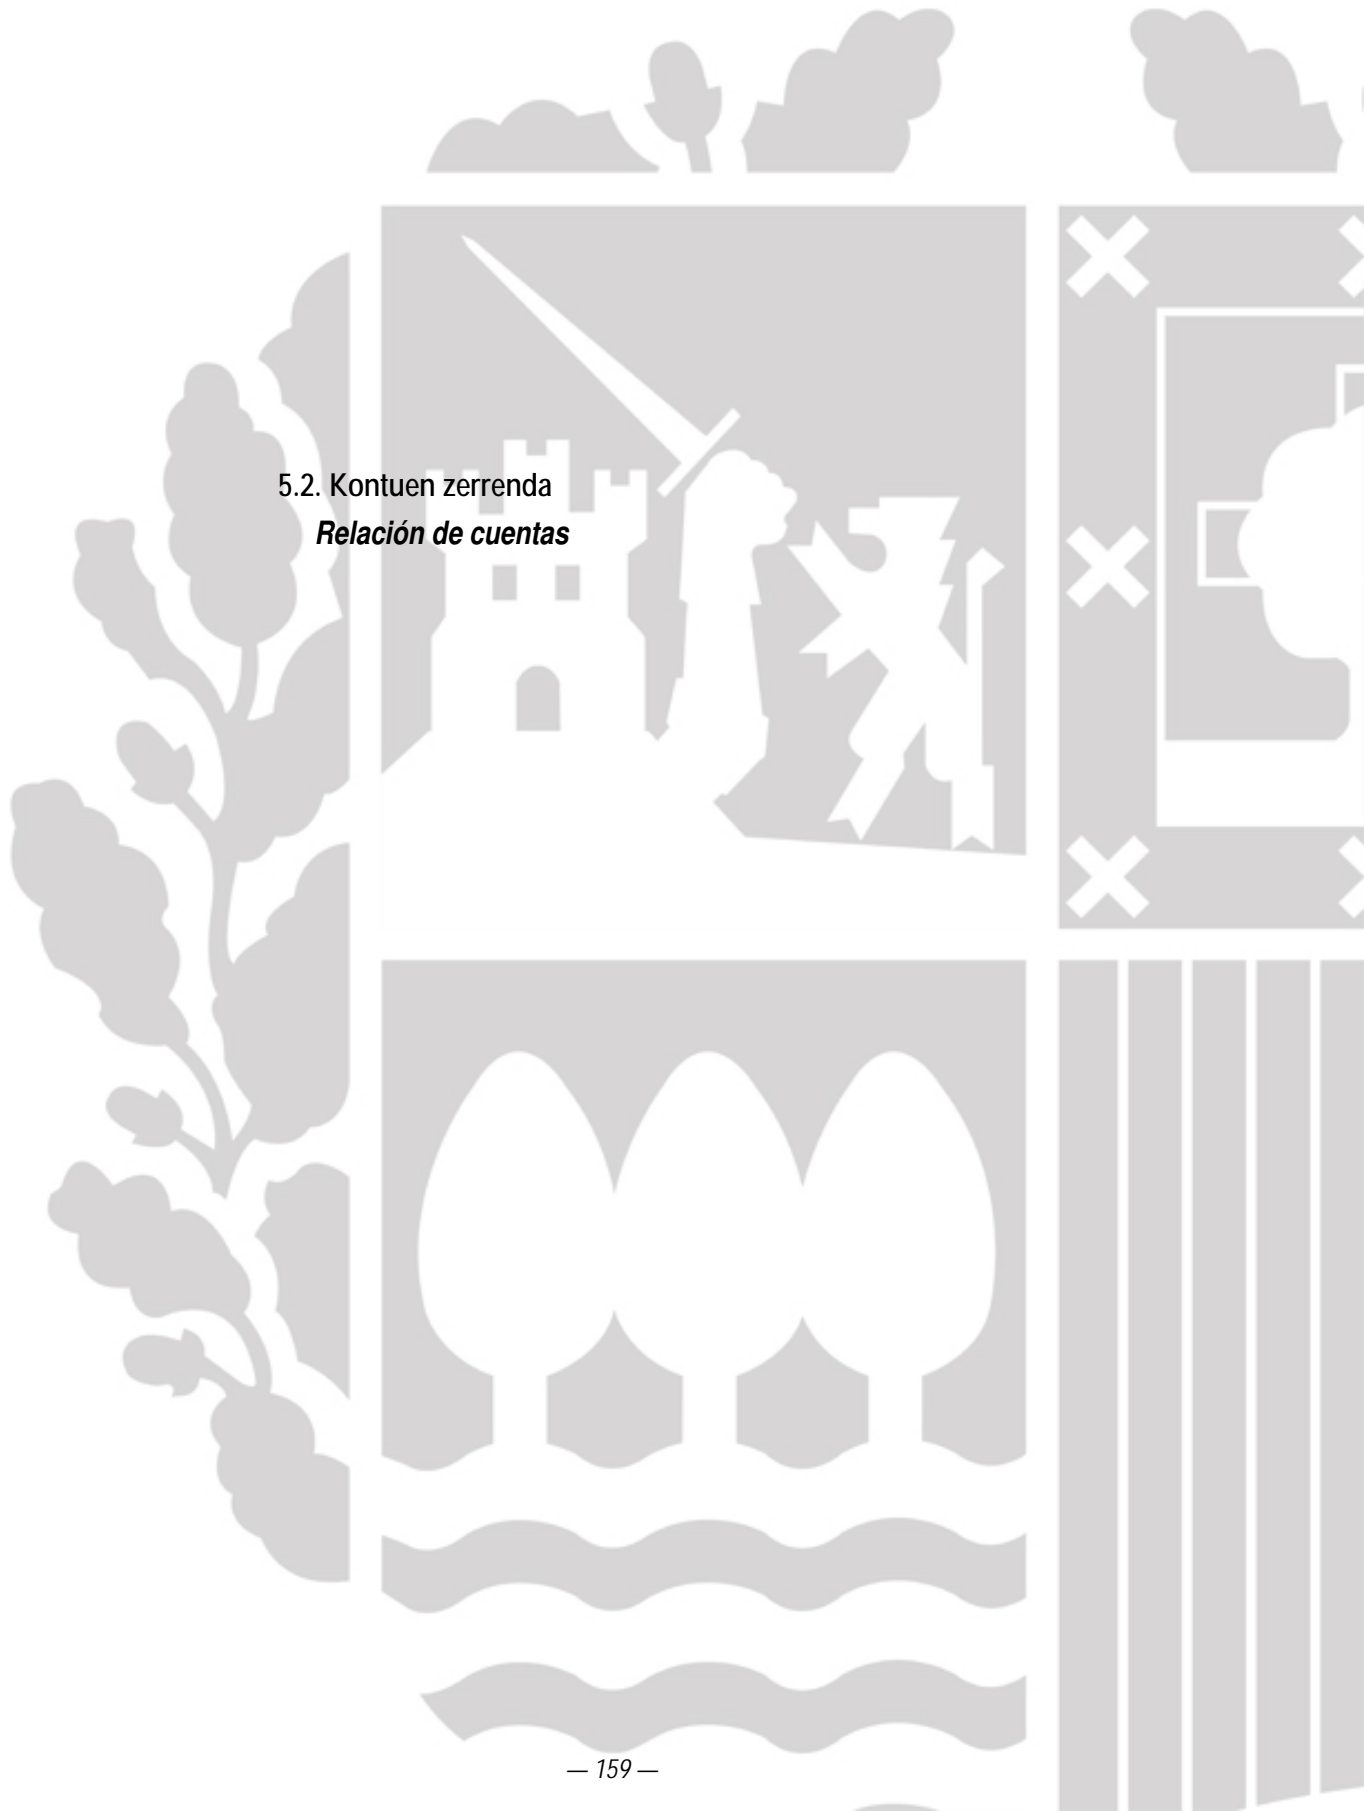 5.2. Kontuen zerrenda
Relación de cuentas
— 159 —